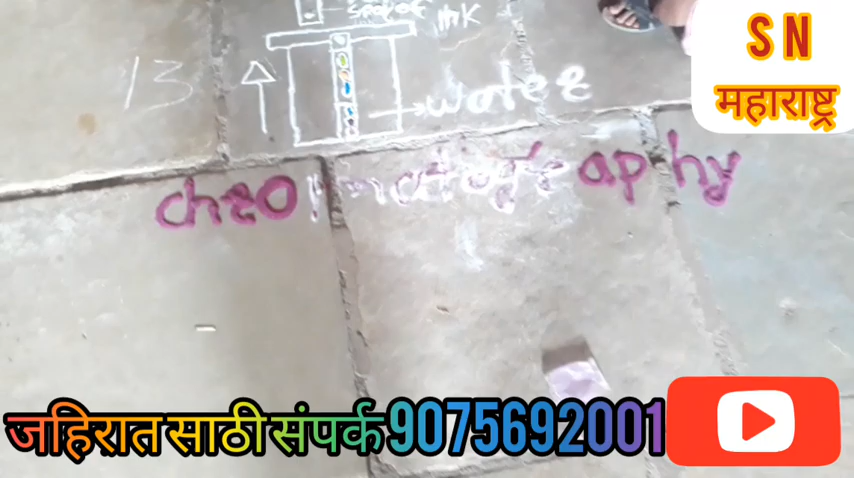 S N
महाराष्ट्र
ink
13
water
chromatography
जहिरात साठी संपर्क 9075692001